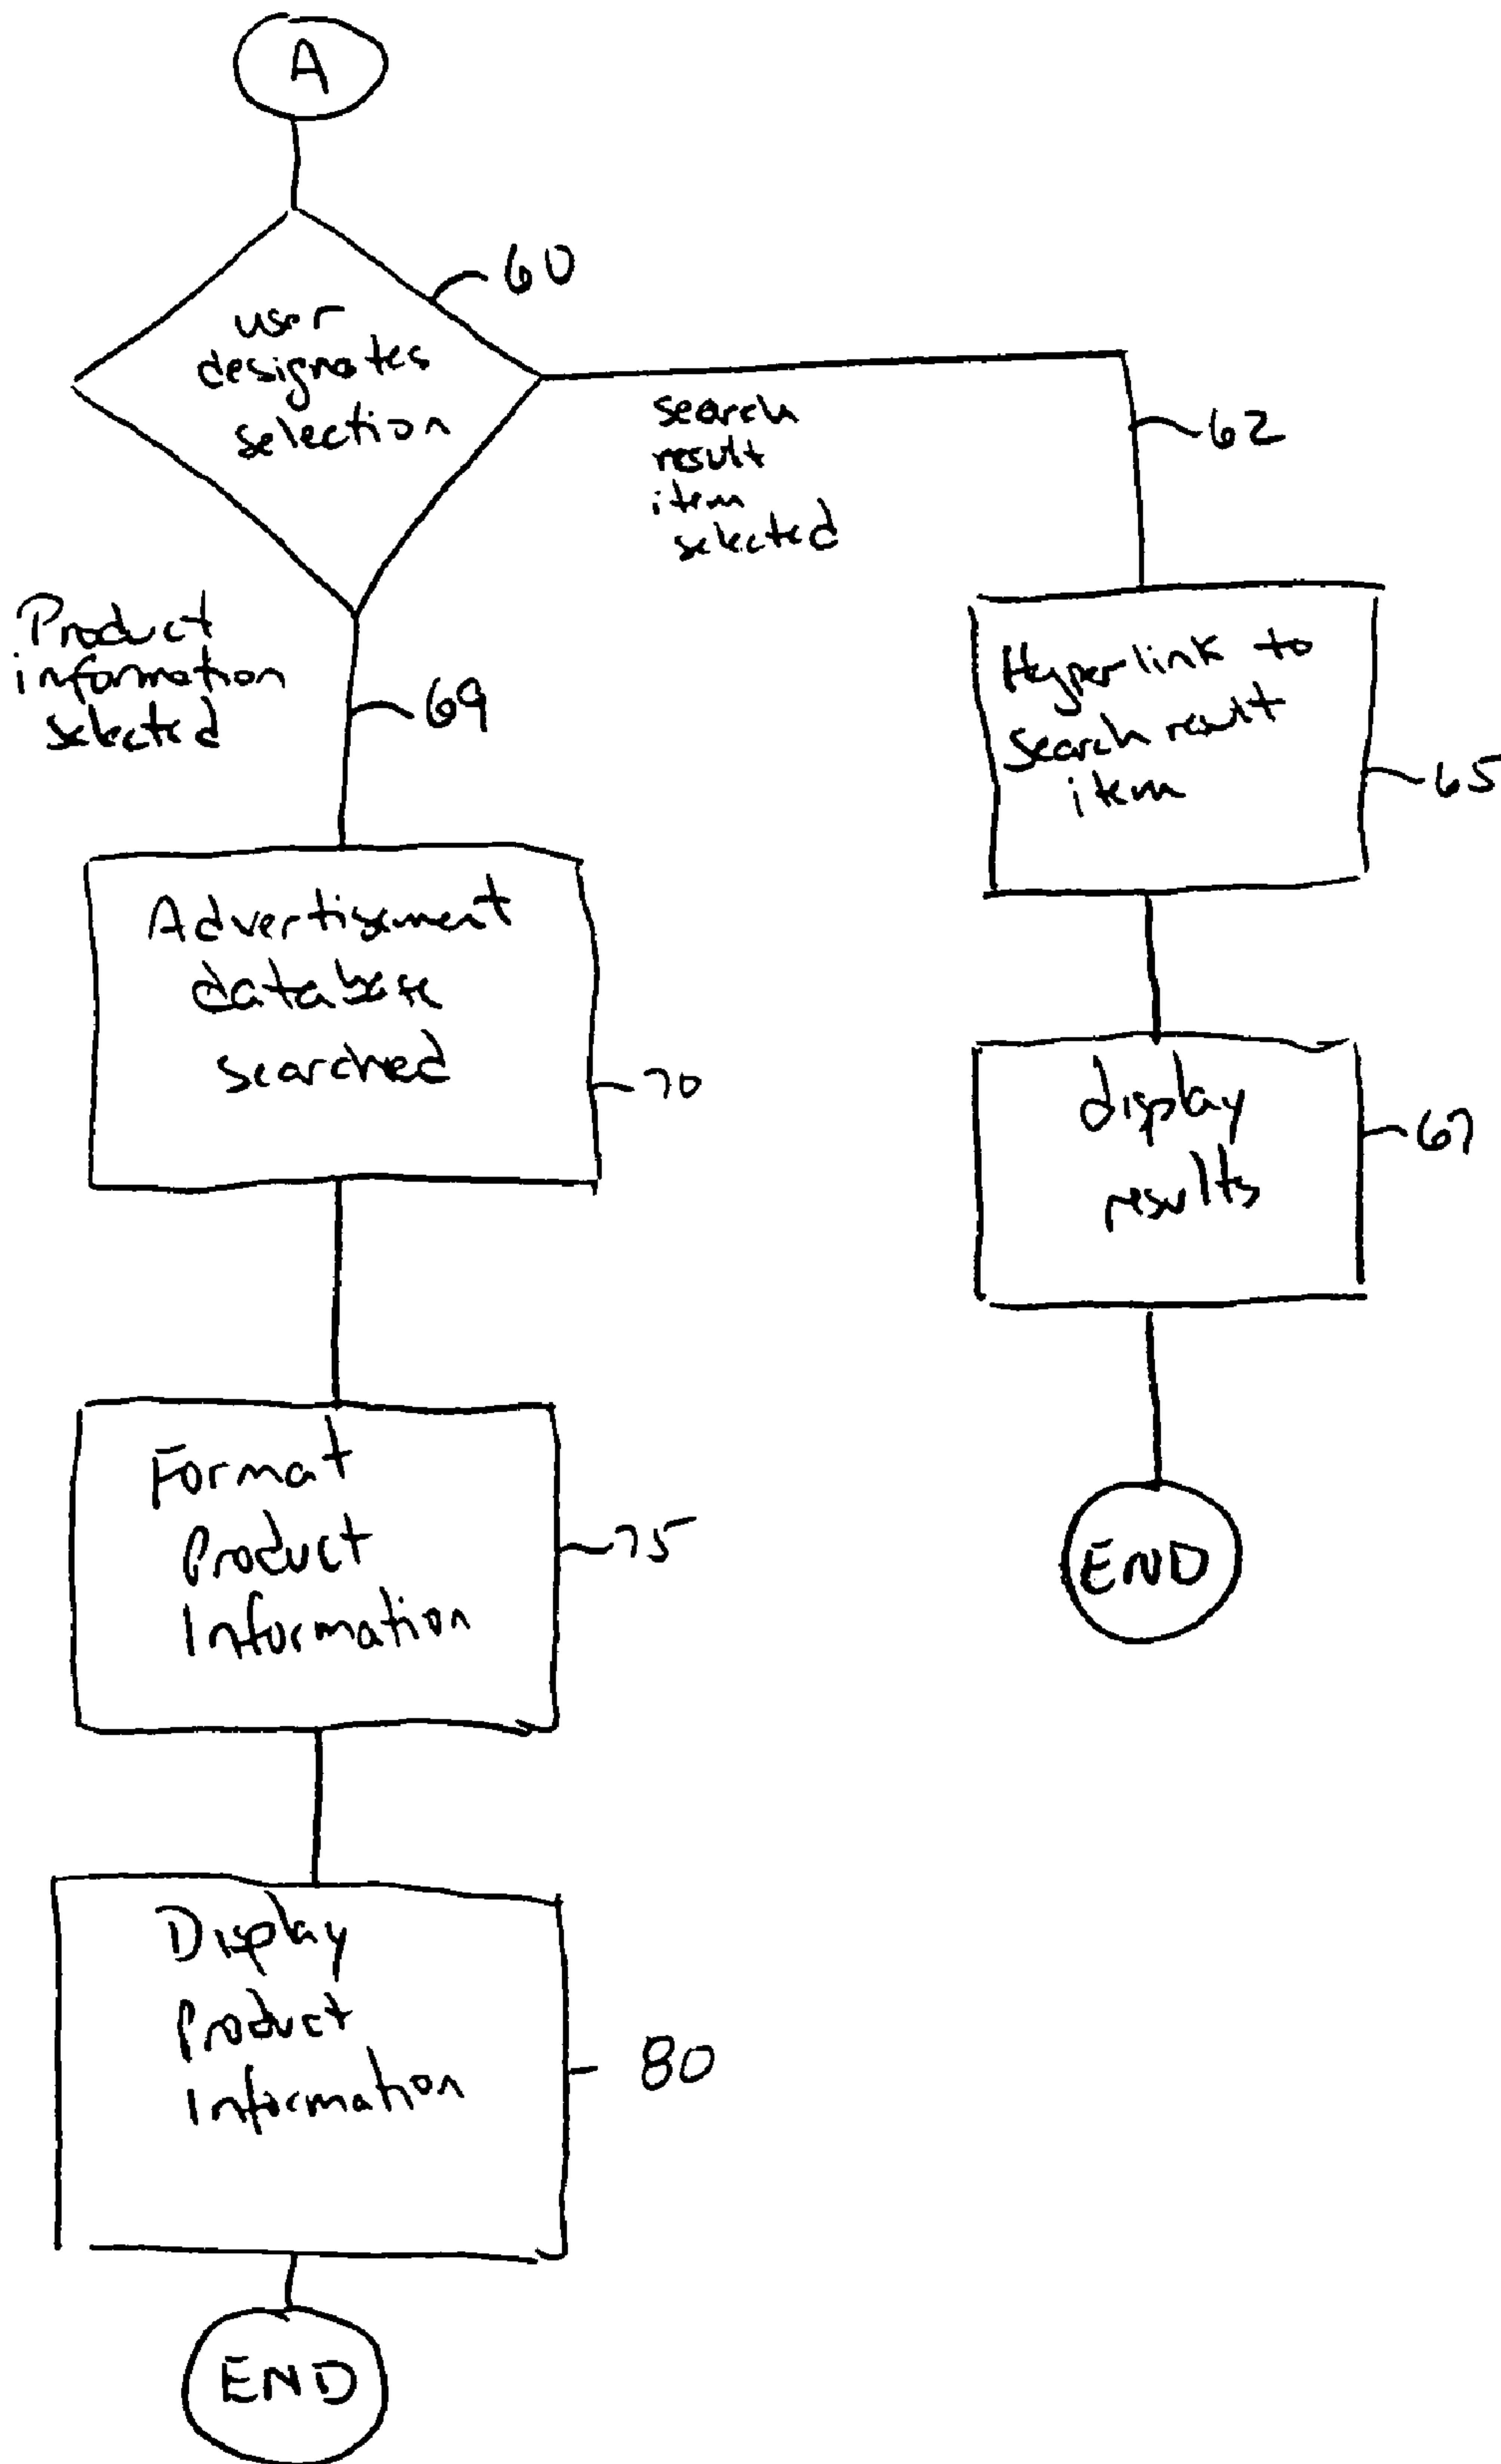 A
60
user
designates
selection
search
result
item
selected
62
Product
information
selected
69
Hyperlink to
search result
item
65
Advertisement
database
searched
70
display
results
67
Format
Product
Information
75
END
Display
Product
Information
80
END